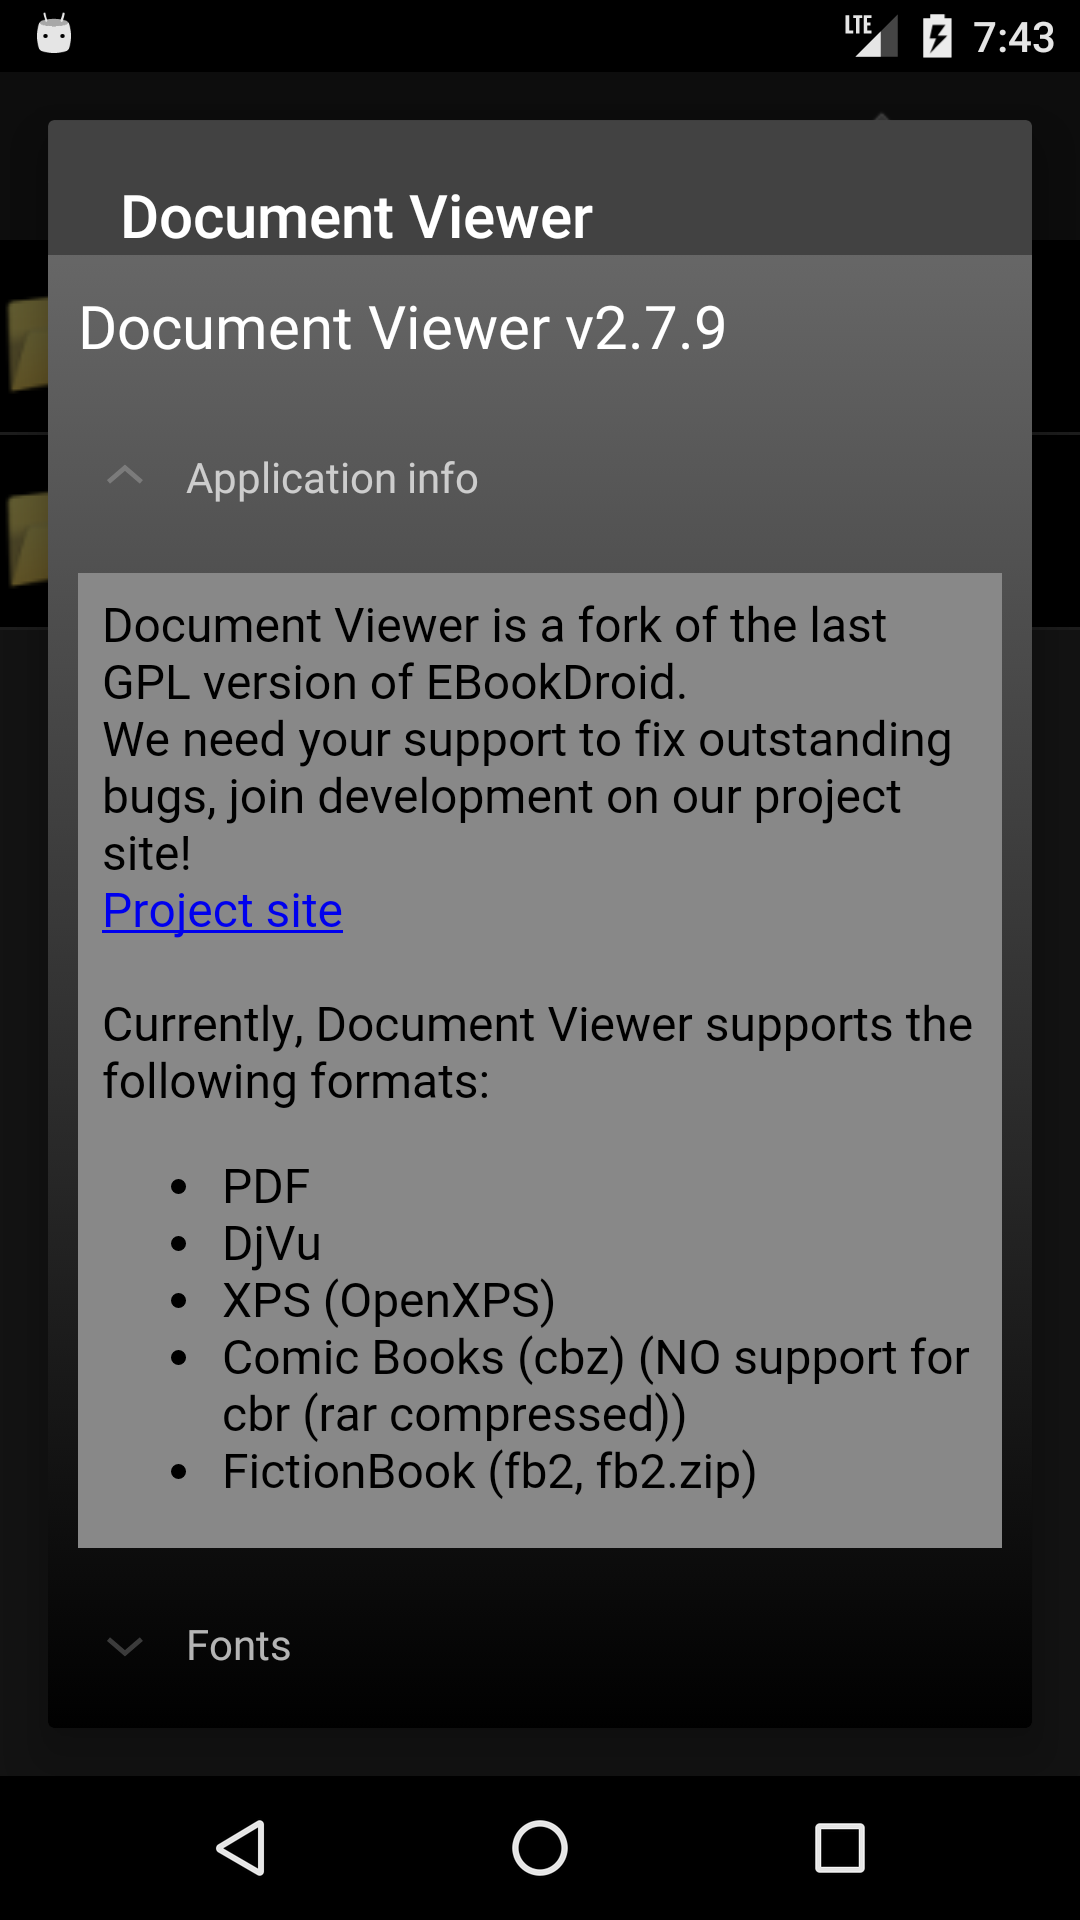 LTE 7:43
Document Viewer
Document Viewer v2.7.9
Application info
Document Viewer is a fork of the last
GPL version of EBookDroid.
We need your support to fix outstanding
bugs, join development on our project
site!
Project site
Currently, Document Viewer supports the
following formats:
• PDF
• DjVu
• XPS (OpenXPS)
• Comic Books (cbz) (NO support for
cbr (rar compressed))
• FictionBook (fb2, fb2.zip)
Fonts